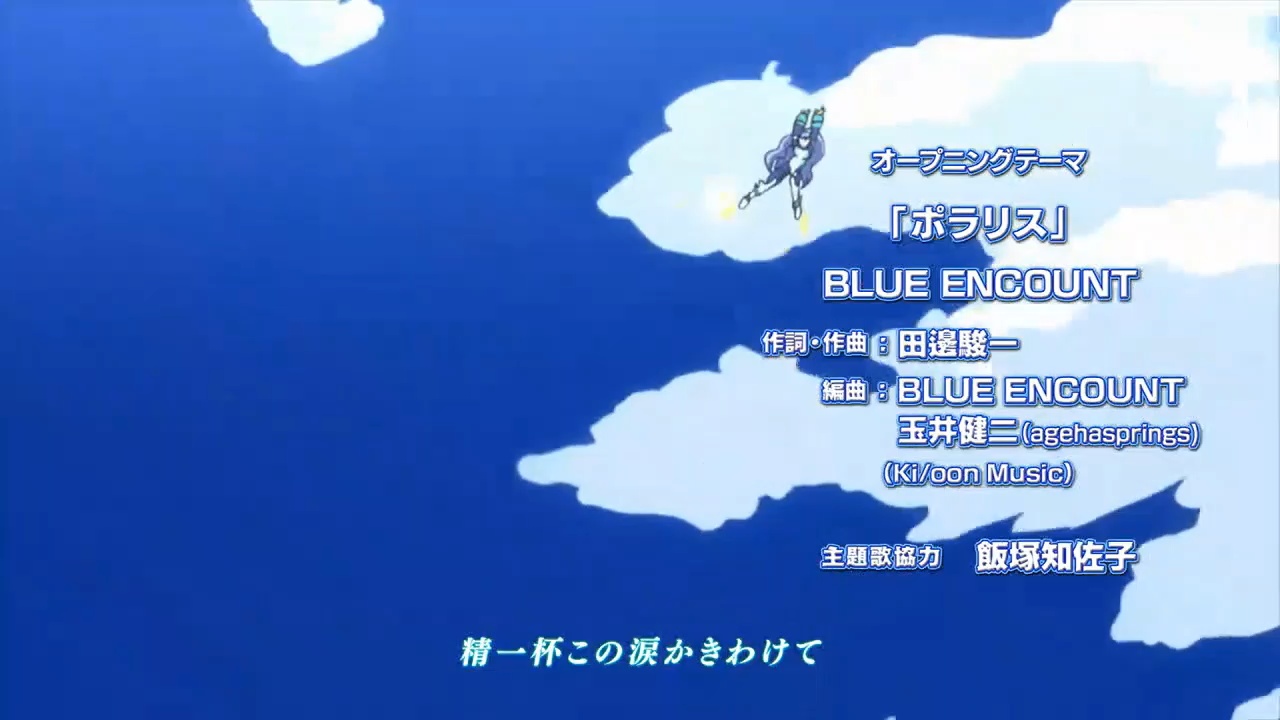 オープニングテーマ
「ポラリス」
BLUE ENCOUNT
作詞・作曲：田邊駿一
編曲：BLUE ENCOUNT
玉井健二(agehasprings)
(Ki/oon Music)
主題歌協力 飯塚知佐子
精一杯この涙かきわけて